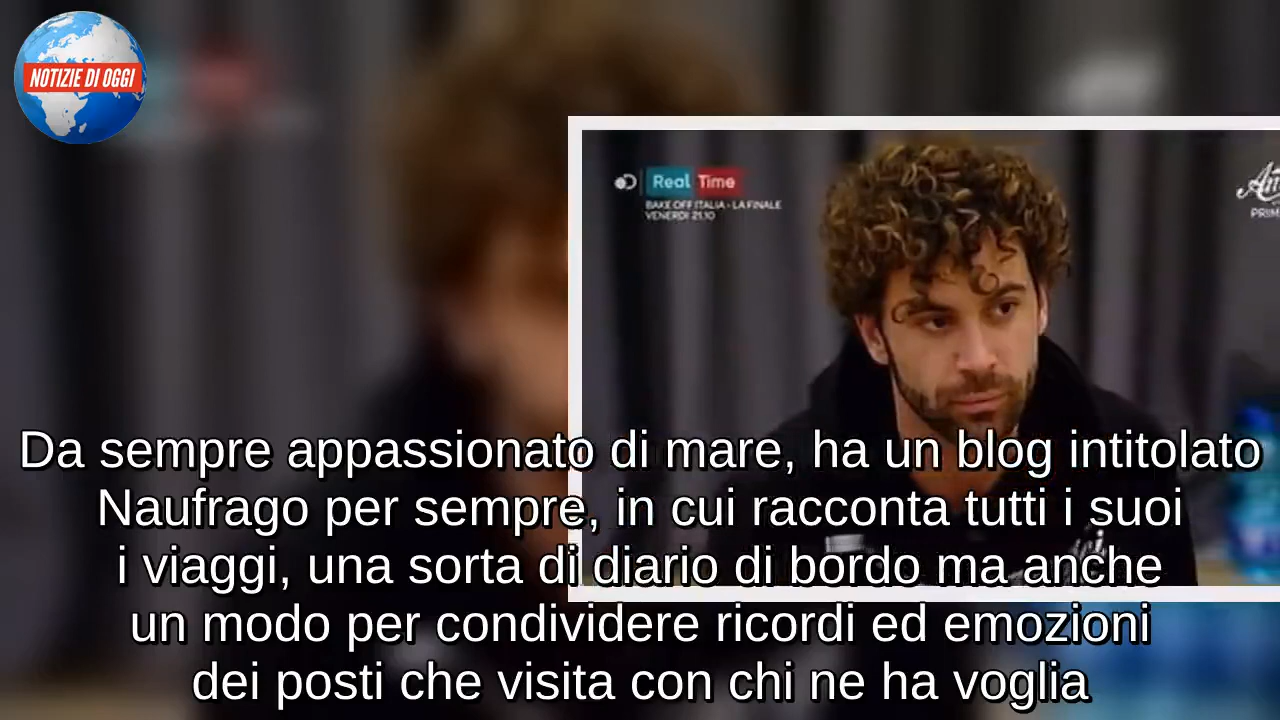 NOTIZIE DI OGGI
Real Time
BAKE OFF ITALIA - LA FINALE
VENERDÌ 21.10
Da sempre appassionato di mare, ha un blog intitolato
Naufrago per sempre, in cui racconta tutti i suoi
i viaggi, una sorta di diario di bordo ma anche
un modo per condividere ricordi ed emozioni
dei posti che visita con chi ne ha voglia